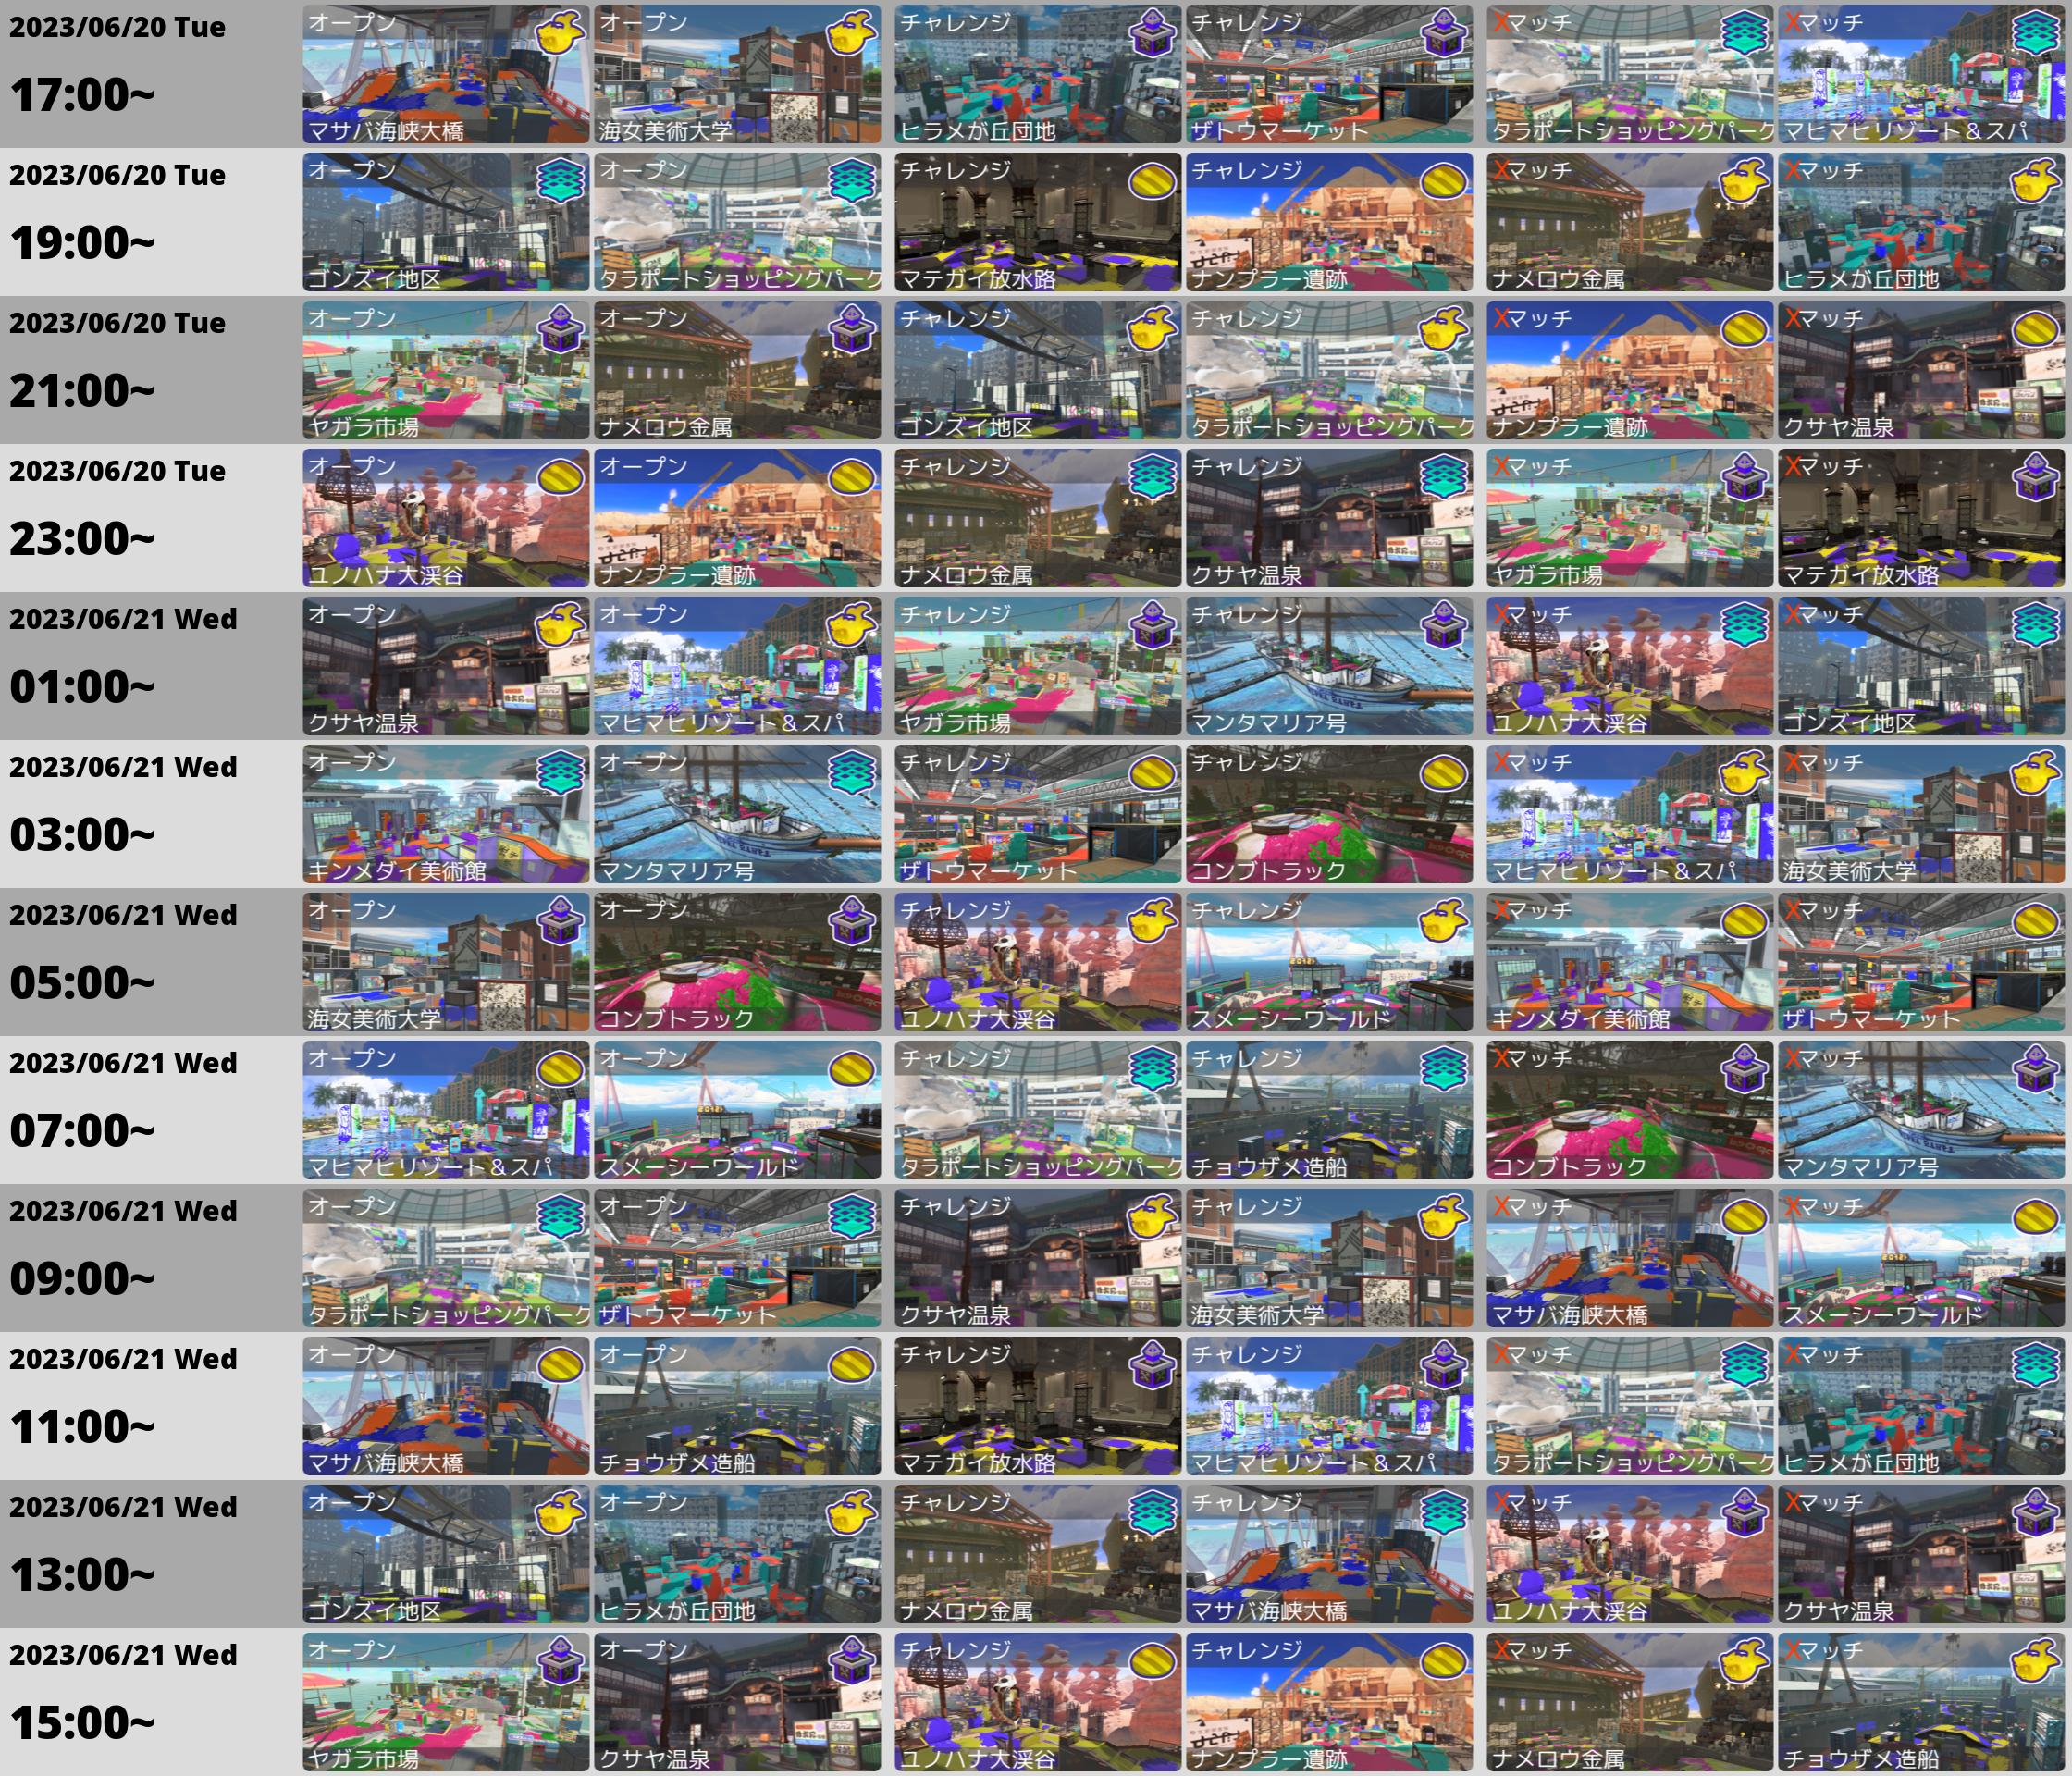 2023/06/20 Tue
17:00~
オープン オープン チャレンジ チャレンジ Xマッチ Xマッチ
マサバ海峡大橋 海女美術大学 ヒラメが丘団地 ザトウマーケット タラポートショッピングパーク マヒマヒリゾート&スパ
2023/06/20 Tue
19:00~
オープン オープン チャレンジ チャレンジ Xマッチ Xマッチ
ゴンズイ地区 タラポートショッピングパーク マテガイ放水路 ナンプラー遺跡 ナメロウ金属 ヒラメが丘団地
2023/06/20 Tue
21:00~
オープン オープン チャレンジ チャレンジ Xマッチ Xマッチ
ヤガラ市場 ナメロウ金属 ゴンズイ地区 タラポートショッピングパーク ナンプラー遺跡 クサヤ温泉
2023/06/20 Tue
23:00~
オープン オープン チャレンジ チャレンジ Xマッチ Xマッチ
ユノハナ大渓谷 ナンプラー遺跡 ナメロウ金属 クサヤ温泉 ヤガラ市場 マテガイ放水路
2023/06/21 Wed
01:00~
オープン オープン チャレンジ チャレンジ Xマッチ Xマッチ
クサヤ温泉 マヒマヒリゾート&スパ ヤガラ市場 マンタマリア号 ユノハナ大渓谷 ゴンズイ地区
2023/06/21 Wed
03:00~
オープン オープン チャレンジ チャレンジ Xマッチ Xマッチ
キンメダイ美術館 マンタマリア号 ザトウマーケット コンブトラック マヒマヒリゾート&スパ 海女美術大学
2023/06/21 Wed
05:00~
オープン オープン チャレンジ チャレンジ Xマッチ Xマッチ
海女美術大学 コンブトラック ユノハナ大渓谷 スメーシーワールド キンメダイ美術館 ザトウマーケット
2023/06/21 Wed
07:00~
オープン オープン チャレンジ チャレンジ Xマッチ Xマッチ
マヒマヒリゾート&スパ スメーシーワールド タラポートショッピングパーク チョウザメ造船 コンブトラック マンタマリア号
2023/06/21 Wed
09:00~
オープン オープン チャレンジ チャレンジ Xマッチ Xマッチ
タラポートショッピングパーク ザトウマーケット クサヤ温泉 海女美術大学 マサバ海峡大橋 スメーシーワールド
2023/06/21 Wed
11:00~
オープン オープン チャレンジ チャレンジ Xマッチ Xマッチ
マサバ海峡大橋 チョウザメ造船 マテガイ放水路 マヒマヒリゾート&スパ タラポートショッピングパーク ヒラメが丘団地
2023/06/21 Wed
13:00~
オープン オープン チャレンジ チャレンジ Xマッチ Xマッチ
ゴンズイ地区 ヒラメが丘団地 ナメロウ金属 マサバ海峡大橋 ユノハナ大渓谷 クサヤ温泉
2023/06/21 Wed
15:00~
オープン オープン チャレンジ チャレンジ Xマッチ Xマッチ
ヤガラ市場 クサヤ温泉 ユノハナ大渓谷 ナンプラー遺跡 ナメロウ金属 チョウザメ造船